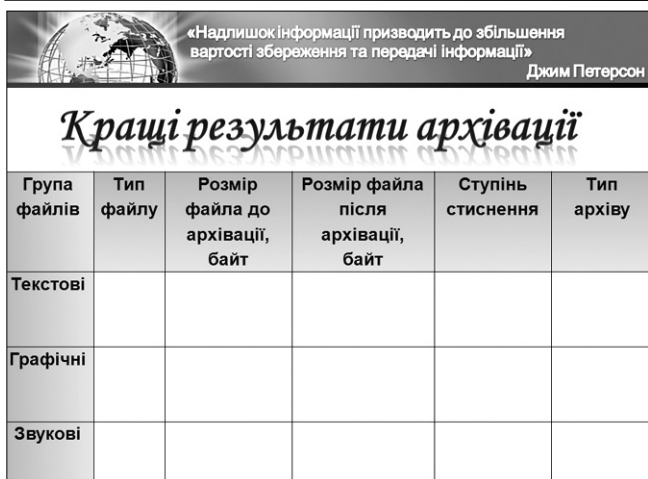 «Надлишок інформації призводить до збільшення
вартості збереження та передачі інформації»
Джим Петерсон
Кращі результати архівації
Група файлів
Тип файлу
Розмір файла до архівації, байт
Розмір файла після архівації, байт
Ступінь стиснення
Тип архіву
Текстові
Графічні
Звукові